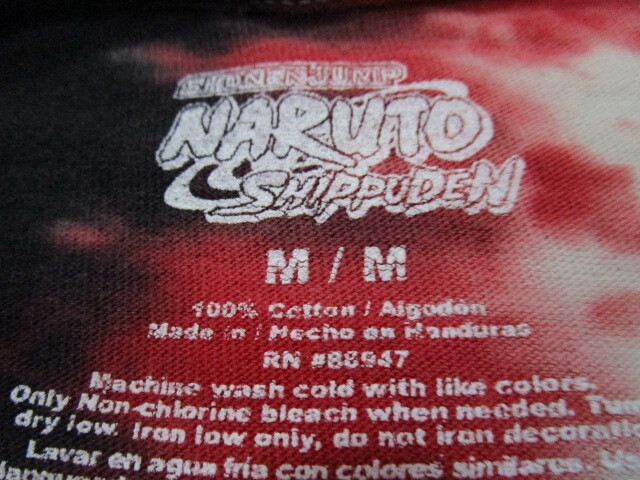 SHONEN JUMP
NARUTO
SHIPPUDEN
M / M
100% Cotton / Algodón
Made in / Hecho en Honduras
RN #88947
Machine wash cold with like colors.
Only Non-chlorine bleach when needed. Tum
dry low. Iron low only, do not iron decoratio
Lavar en agua fria con colores similares. Us